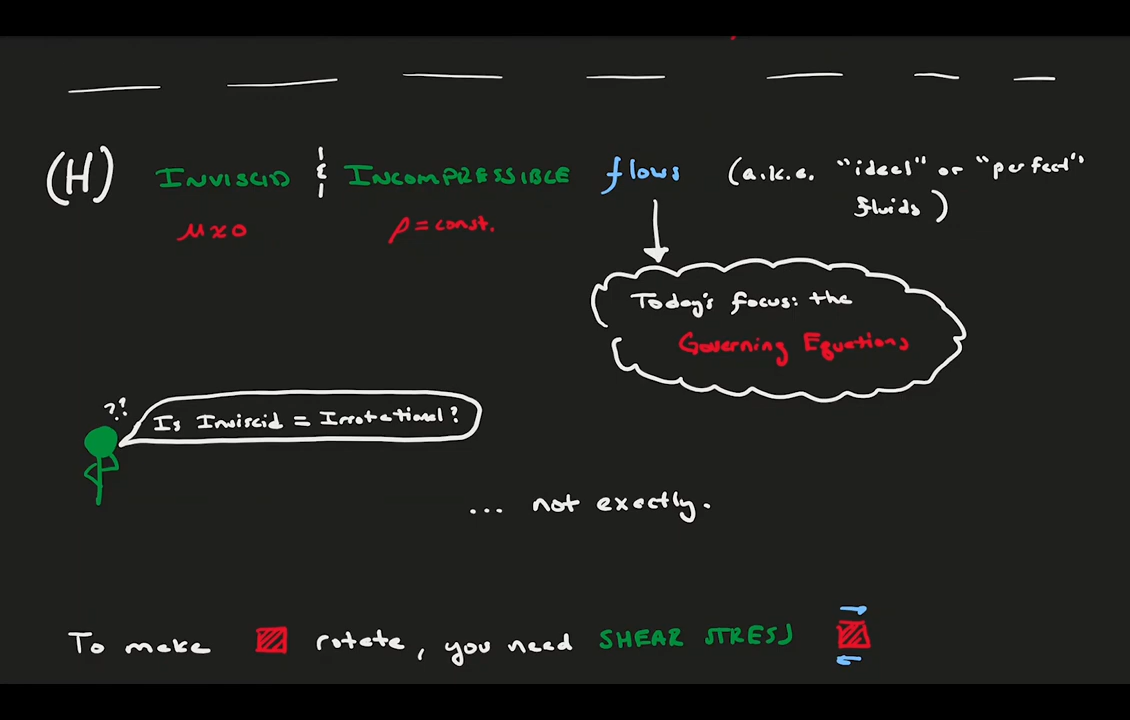 (H) INVISCID & INCOMPRESSIBLE flows (a.k.a. "ideal" or "perfect" fluids)
μ ≈ 0 ρ = const.
Today's focus: the
Governing Equations
??
Is Inviscid = Irrotational?
... not exactly.
To make rotate, you need SHEAR STRESS